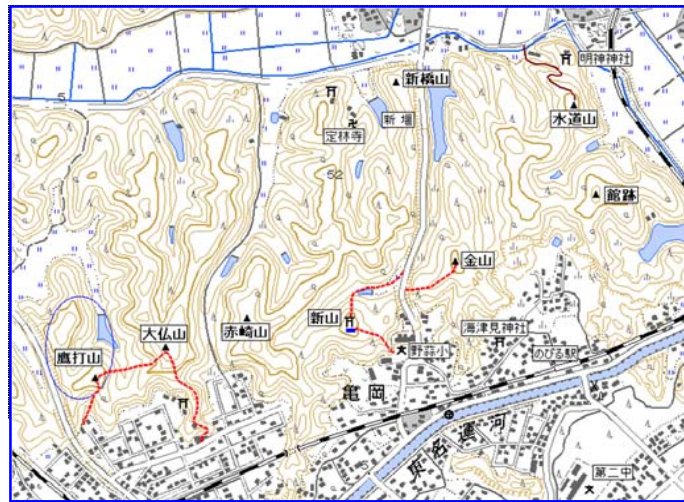 新橋山
明神神社
水道山
新堀
定林寺
52
館跡
金山
新山
赤崎山
大仏山
鷹打山
海津見神社
のびる駅
野蒜小
亀岡
東名運河
第二中